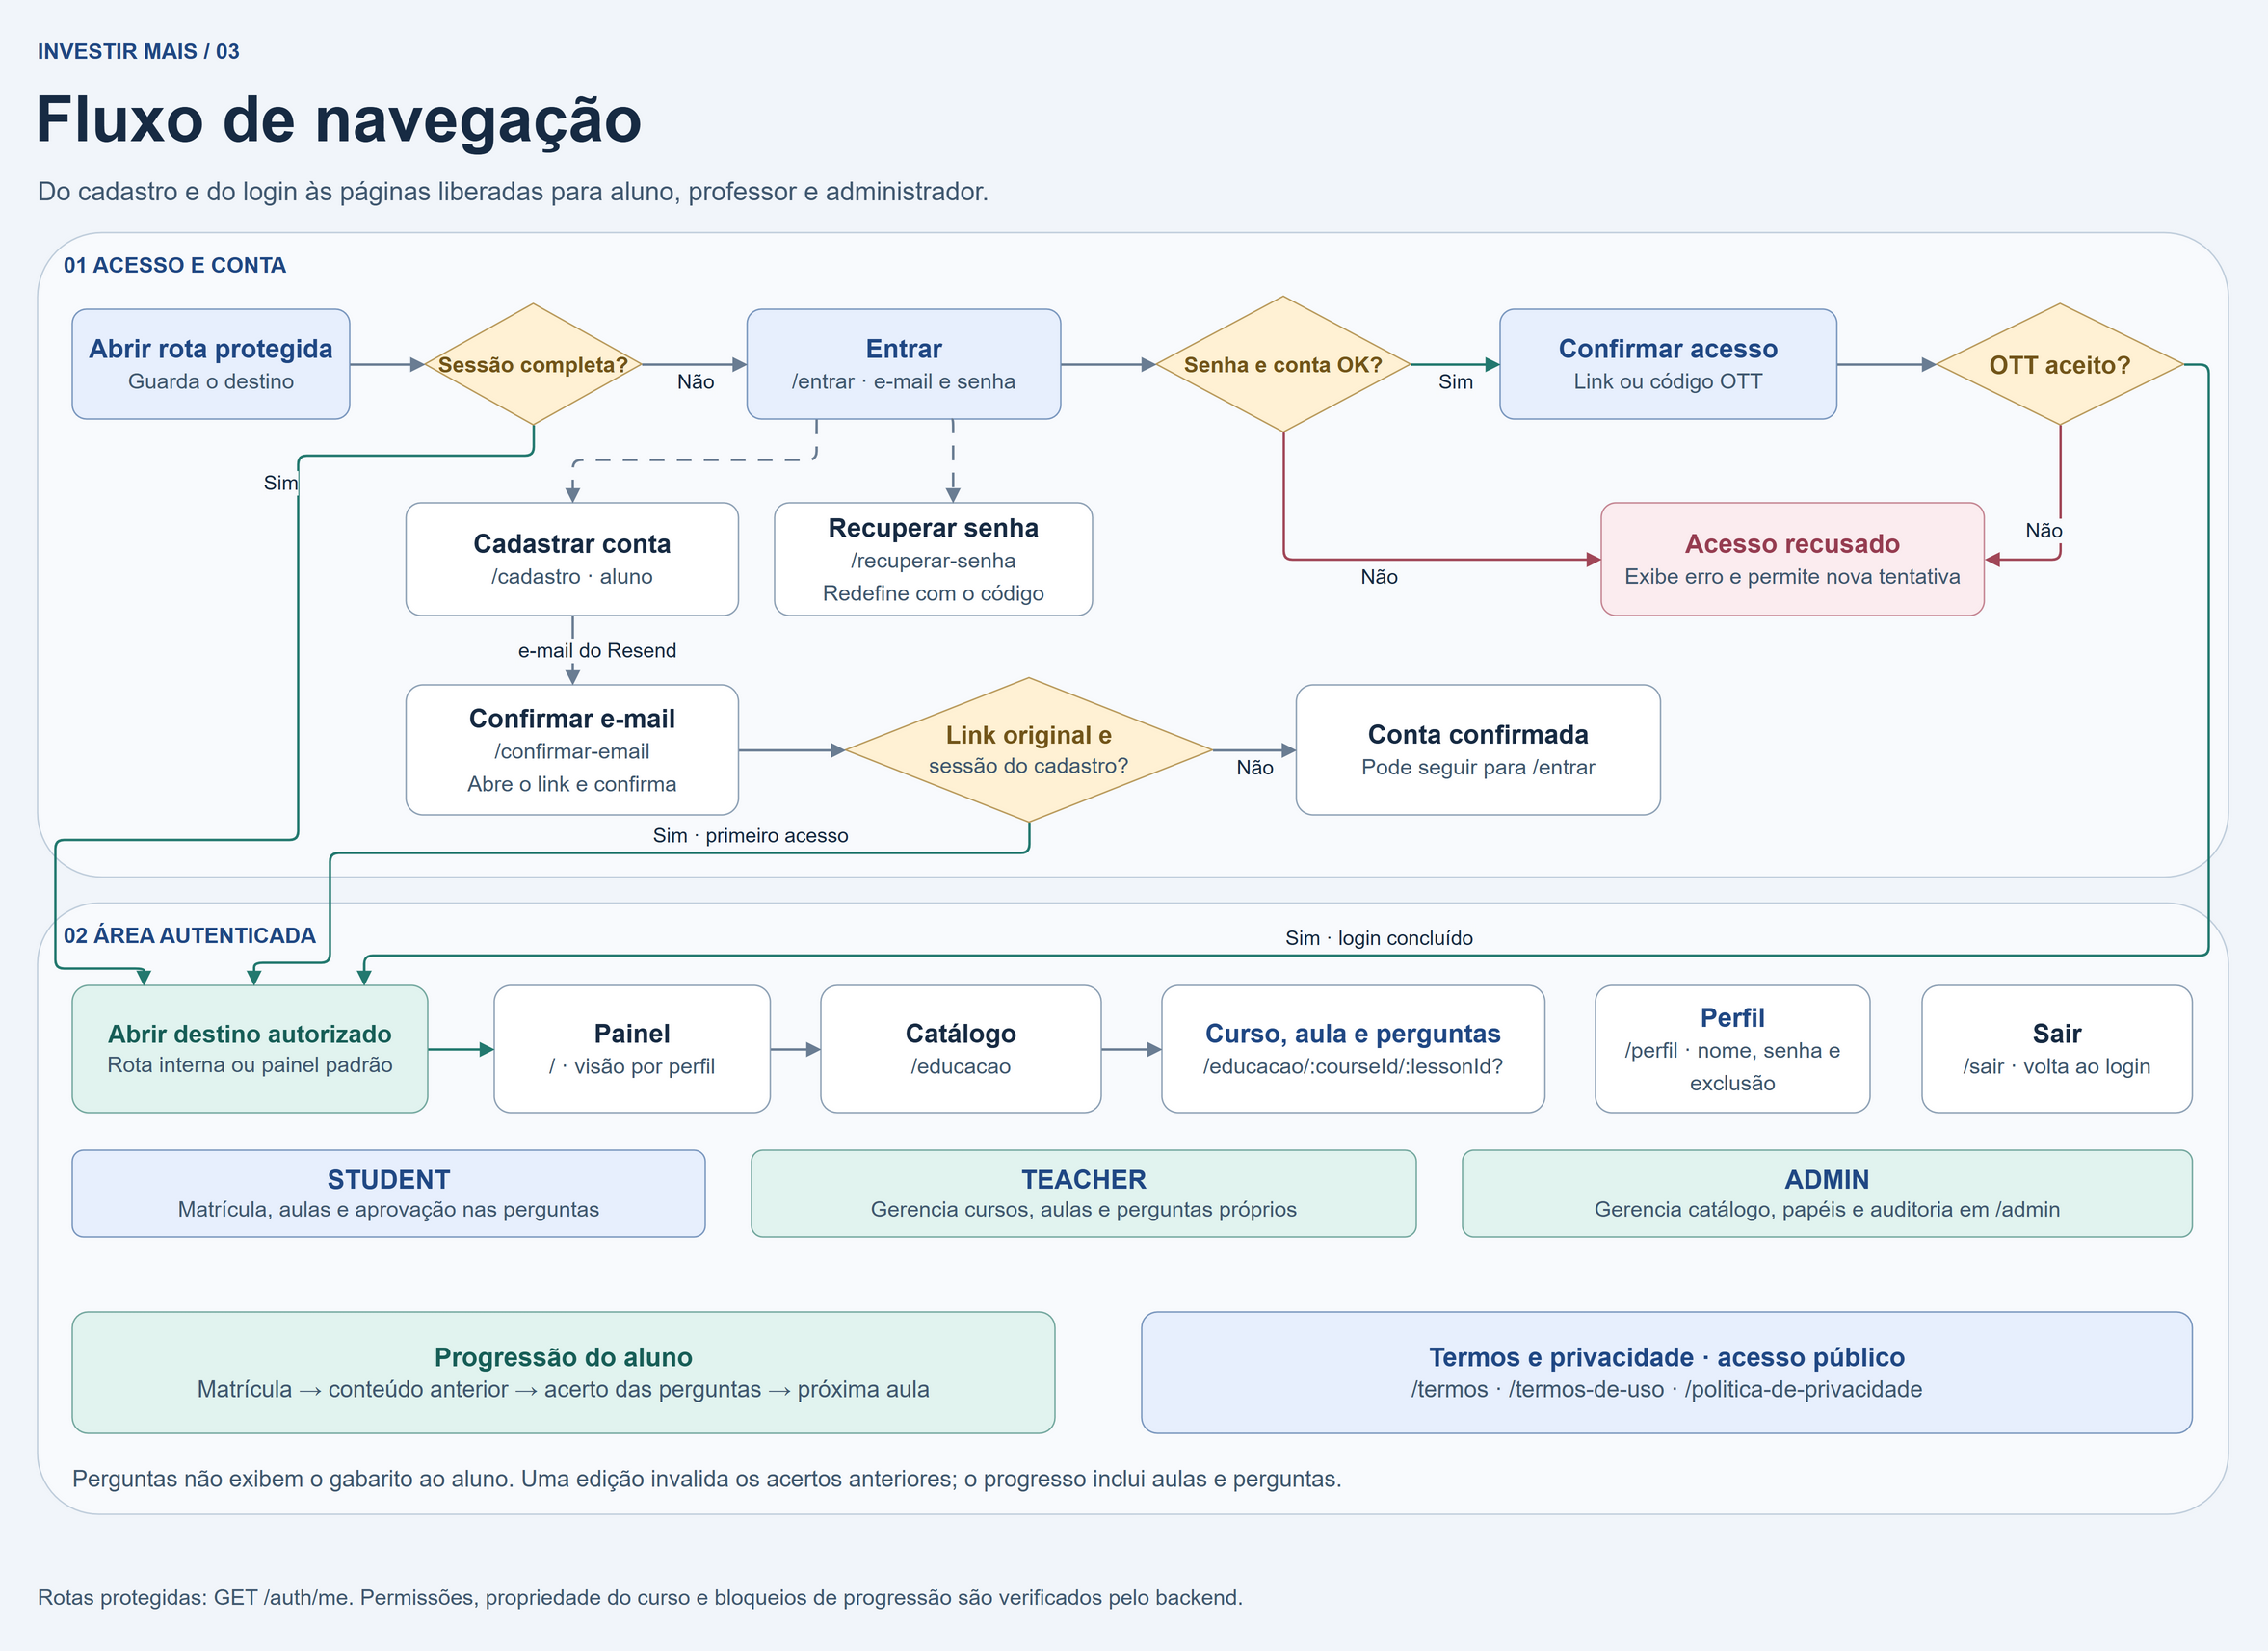 INVESTIR MAIS / 03
Fluxo de navegação
Do cadastro e do login às páginas liberadas para aluno, professor e administrador.
01 ACESSO E CONTA
Abrir rota protegida
Guarda o destino
Sessão completa?
Não
Entrar
/entrar · e-mail e senha
Senha e conta OK?
Sim
Confirmar acesso
Link ou código OTT
OTT aceito?
Sim
Cadastrar conta
/cadastro · aluno
Recuperar senha
/recuperar-senha
Redefine com o código
Não
Acesso recusado
Exibe erro e permite nova tentativa
Não
e-mail do Resend
Confirmar e-mail
/confirmar-email
Abre o link e confirma
Link original e
sessão do cadastro?
Não
Conta confirmada
Pode seguir para /entrar
Sim · primeiro acesso
02 ÁREA AUTENTICADA
Sim · login concluído
Abrir destino autorizado
Rota interna ou painel padrão
Painel
/ · visão por perfil
Catálogo
/educacao
Curso, aula e perguntas
/educacao/:courseId/:lessonId?
Perfil
/perfil · nome, senha e
exclusão
Sair
/sair · volta ao login
STUDENT
Matrícula, aulas e aprovação nas perguntas
TEACHER
Gerencia cursos, aulas e perguntas próprios
ADMIN
Gerencia catálogo, papéis e auditoria em /admin
Progressão do aluno
Matrícula → conteúdo anterior → acerto das perguntas → próxima aula
Termos e privacidade · acesso público
/termos · /termos-de-uso · /politica-de-privacidade
Perguntas não exibem o gabarito ao aluno. Uma edição invalida os acertos anteriores; o progresso inclui aulas e perguntas.
Rotas protegidas: GET /auth/me. Permissões, propriedade do curso e bloqueios de progressão são verificados pelo backend.